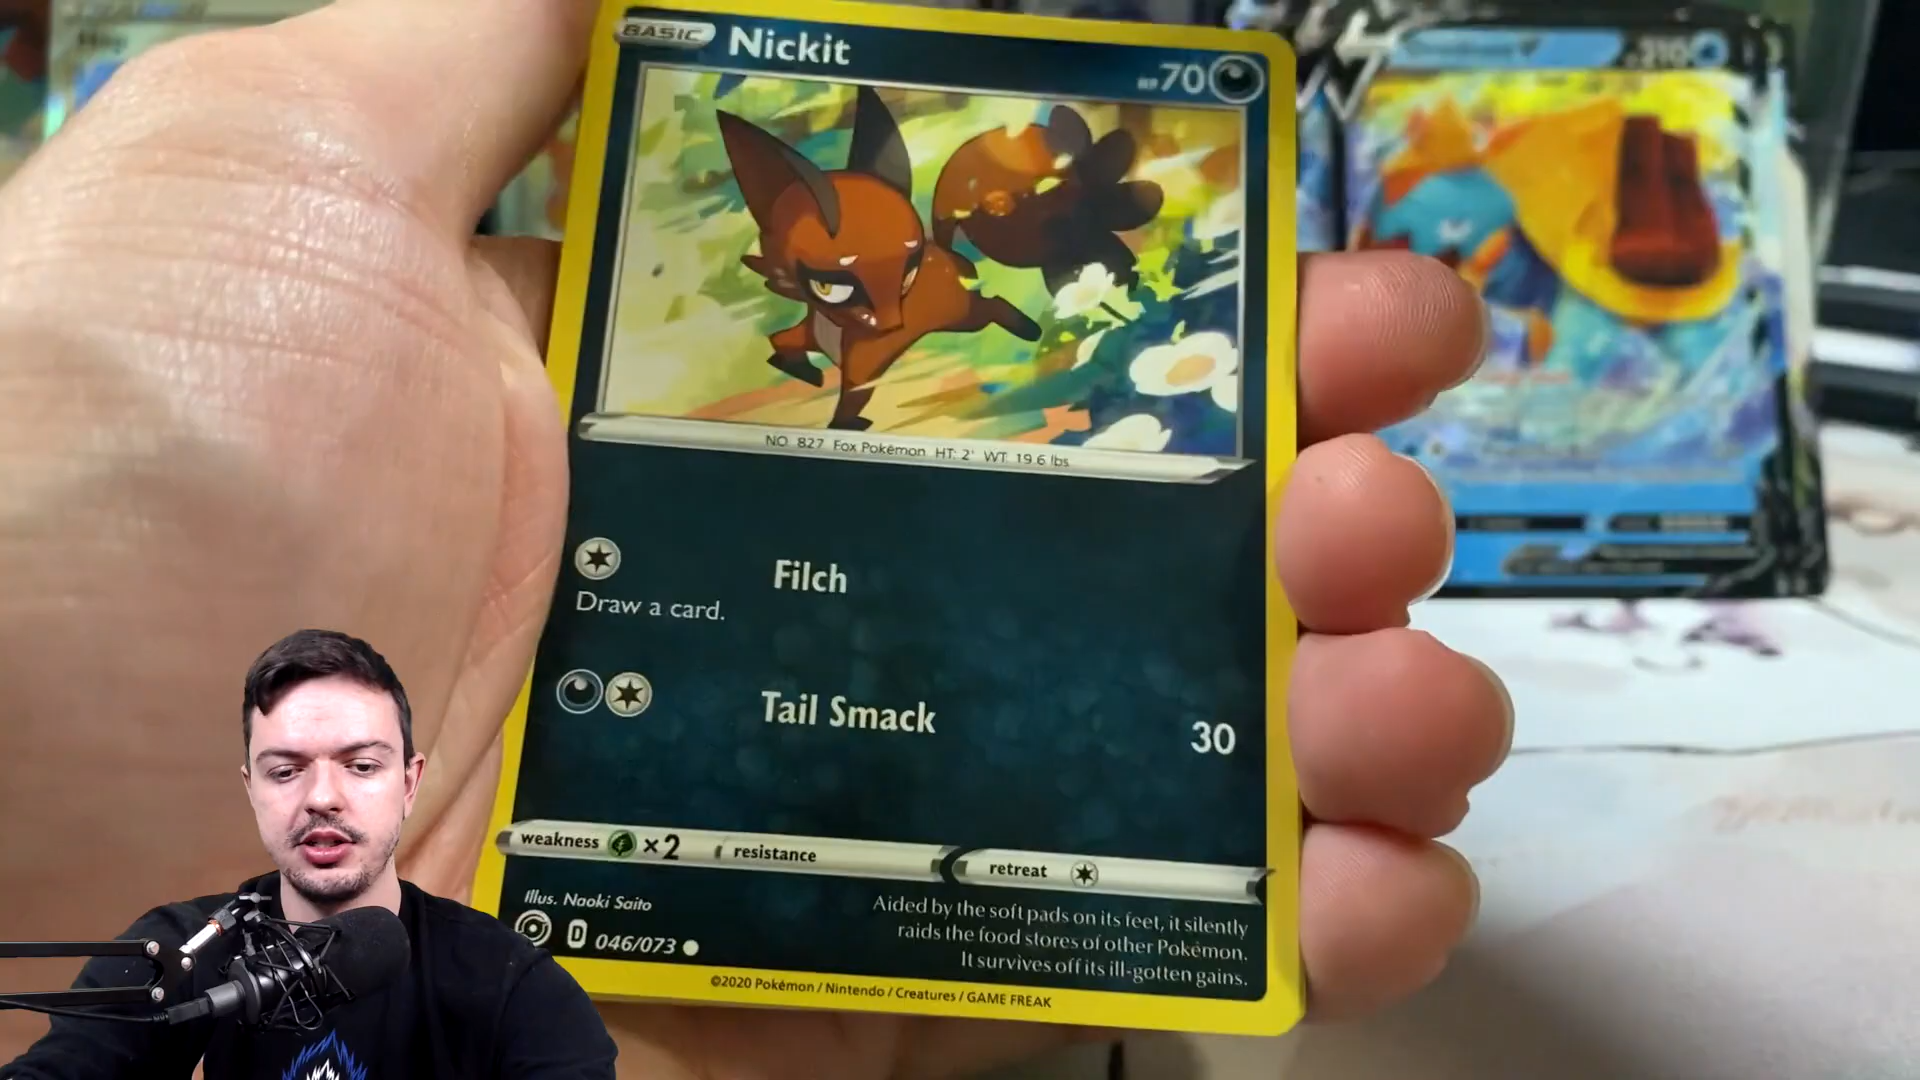 BASIC
Nickit
HP 70
NO. 827 Fox Pokémon HT: 2' WT: 19.6 lbs
Filch
Draw a card.
Tail Smack
30
weakness ×2
resistance
retreat
Illus. Naoki Saito
D 046/073
Aided by the soft pads on its feet, it silently
raids the food stores of other Pokémon.
It survives off its ill-gotten gains.
©2020 Pokémon / Nintendo / Creatures / GAME FREAK
210